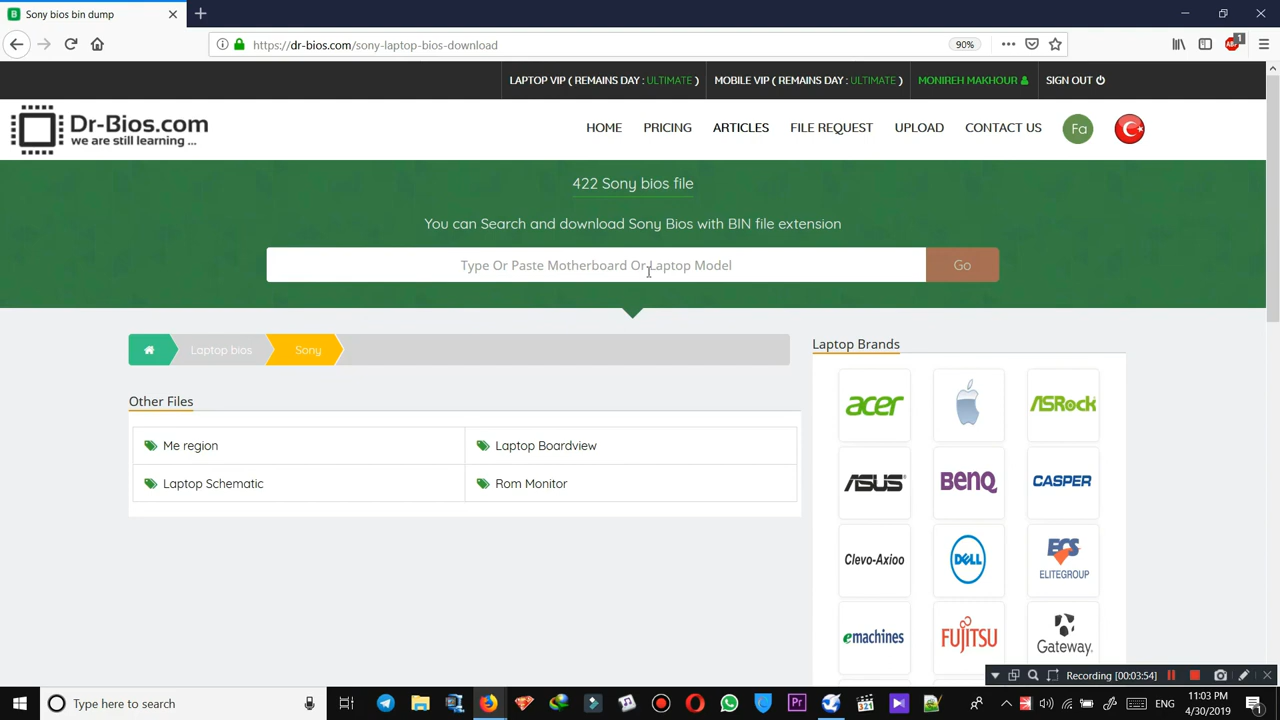 Sony bios bin dump
https://dr-bios.com/sony-laptop-bios-download
90%
1
LAPTOP VIP ( REMAINS DAY : ULTIMATE )
MOBILE VIP ( REMAINS DAY : ULTIMATE )
MONIREH MAKHOUR
SIGN OUT
Dr-Bios.com
we are still learning ...
HOME
PRICING
ARTICLES
FILE REQUEST
UPLOAD
CONTACT US
Fa
422 Sony bios file
You can Search and download Sony Bios with BIN file extension
Type Or Paste Motherboard Or Laptop Model
Go
Laptop bios
Sony
Laptop Brands
Other Files
Me region
Laptop Boardview
Laptop Schematic
Rom Monitor
acer
ASRock
ASUS
BenQ
CASPER
Clevo-Axioo
DELL
ECS
ELITEGROUP
emachines
FUJITSU
Gateway
Recording [00:03:54]
Type here to search
ENG
11:03 PM
4/30/2019
1